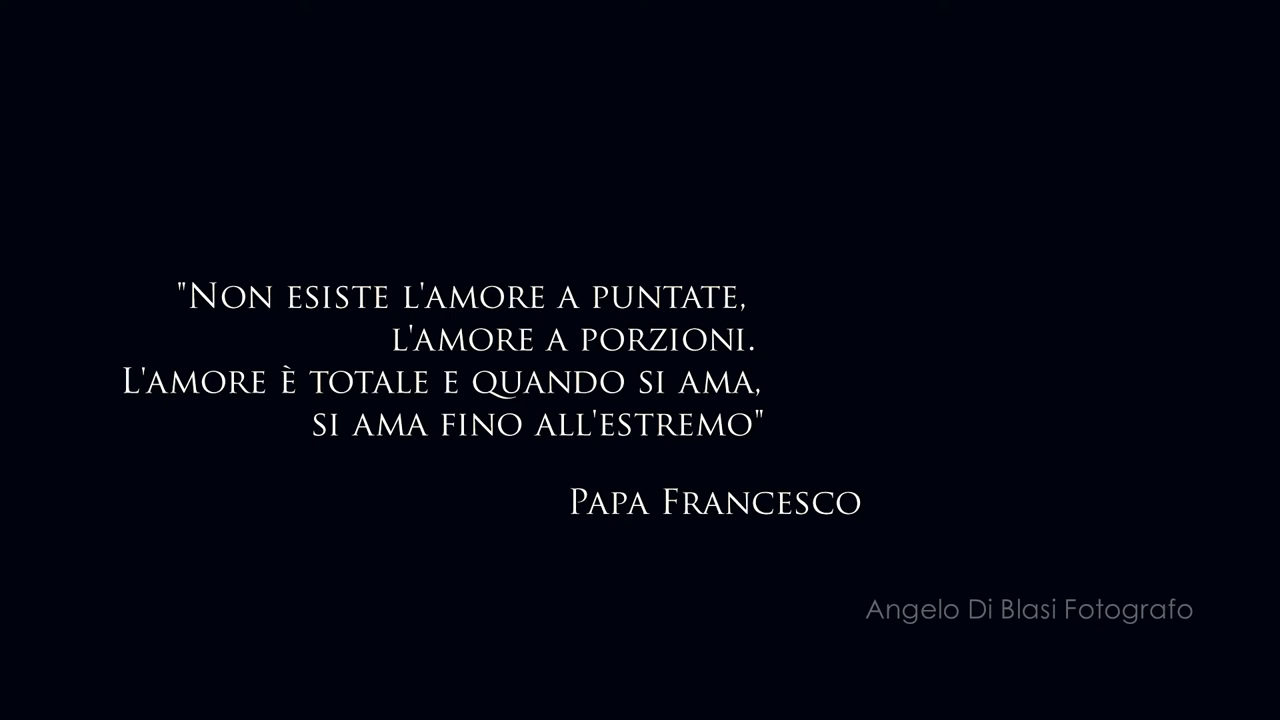 "Non esiste l'amore a puntate,
l'amore a porzioni.
L'amore è totale e quando si ama,
si ama fino all'estremo"
Papa Francesco
Angelo Di Blasi Fotografo